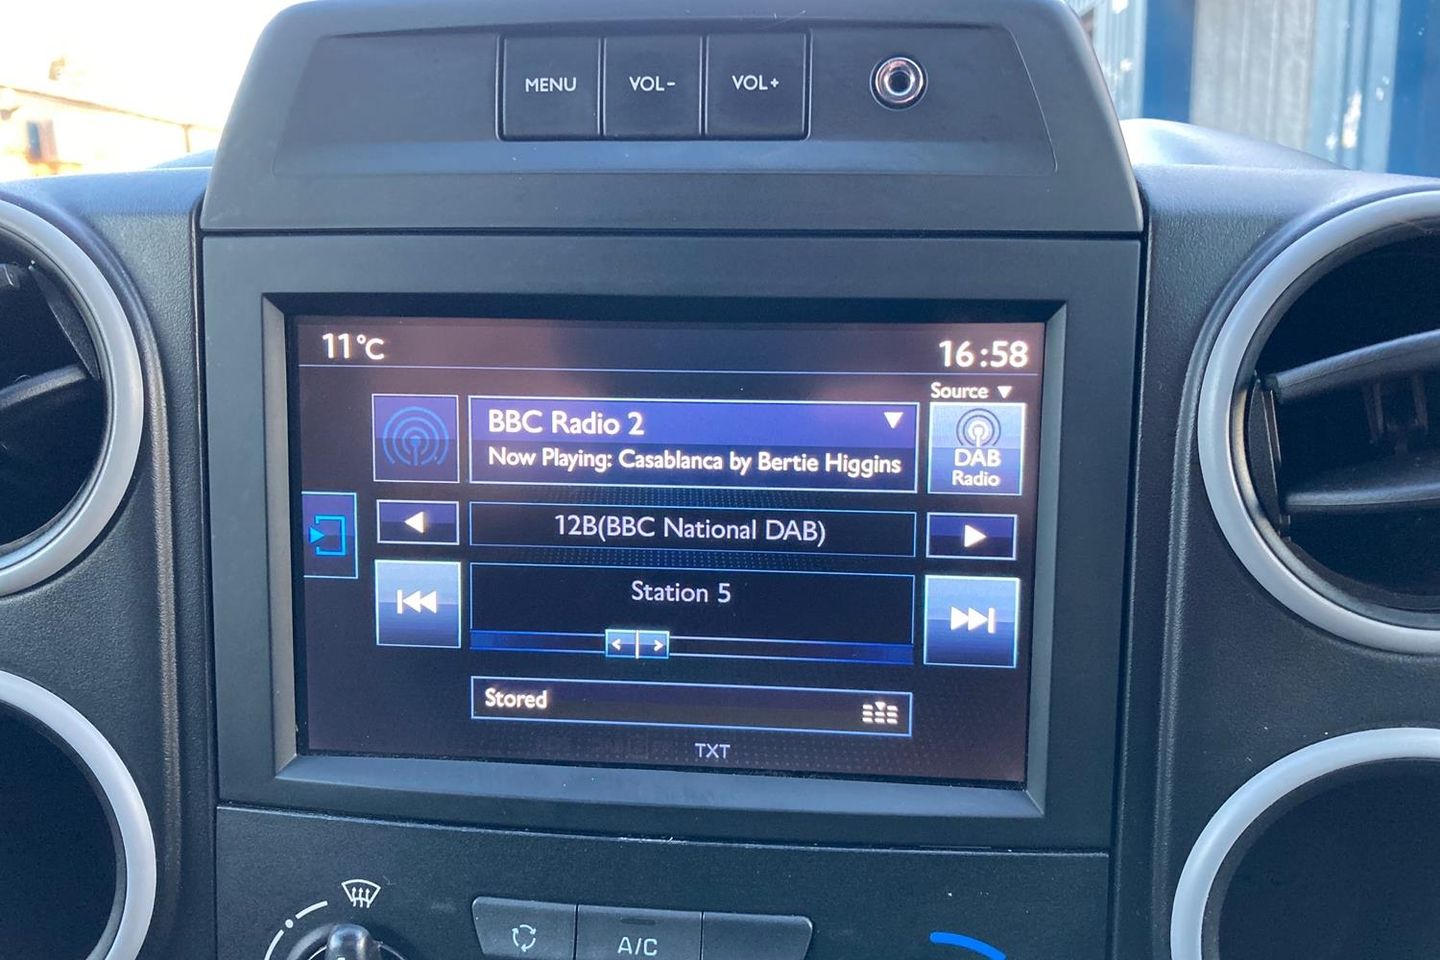 MENU VOL- VOL+
11°C 16:58
Source ▼
BBC Radio 2 ▼
Now Playing: Casablanca by Bertie Higgins
DAB
Radio
12B(BBC National DAB)
Station 5
Stored
TXT
A/C